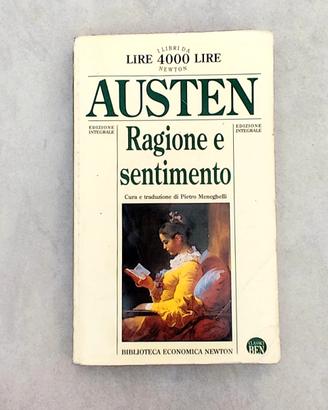 I LIBRI DA
LIRE 4000 LIRE
NEWTON
AUSTEN
EDIZIONE
INTEGRALE
EDIZIONE
INTEGRALE
Ragione e
sentimento
Cura e traduzione di Pietro Meneghelli
BIBLIOTECA ECONOMICA NEWTON
CLASSICI
BEN